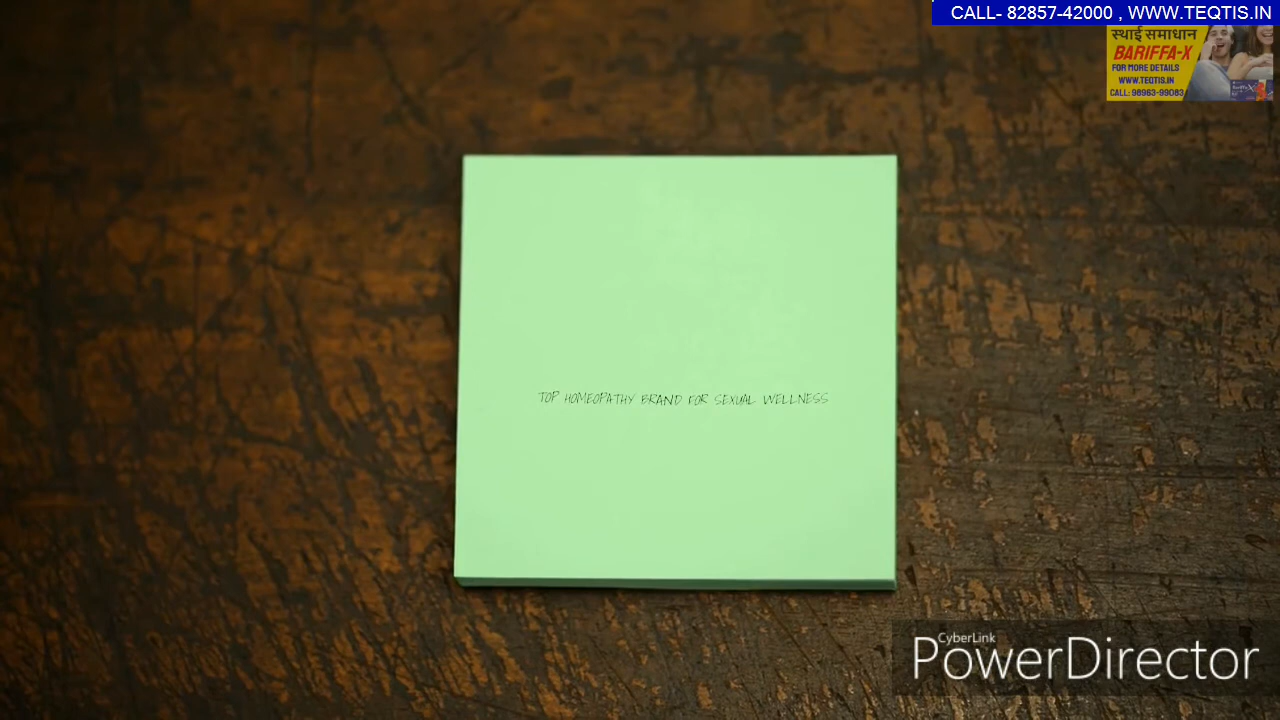 CALL- 82857-42000 , WWW.TEQTIS.IN
स्थाई समाधान
BARIFFA-X
FOR MORE DETAILS
WWW.TEQTIS.IN
CALL: 98963-99083
TOP HOMEOPATHY BRAND FOR SEXUAL WELLNESS
CyberLink
PowerDirector